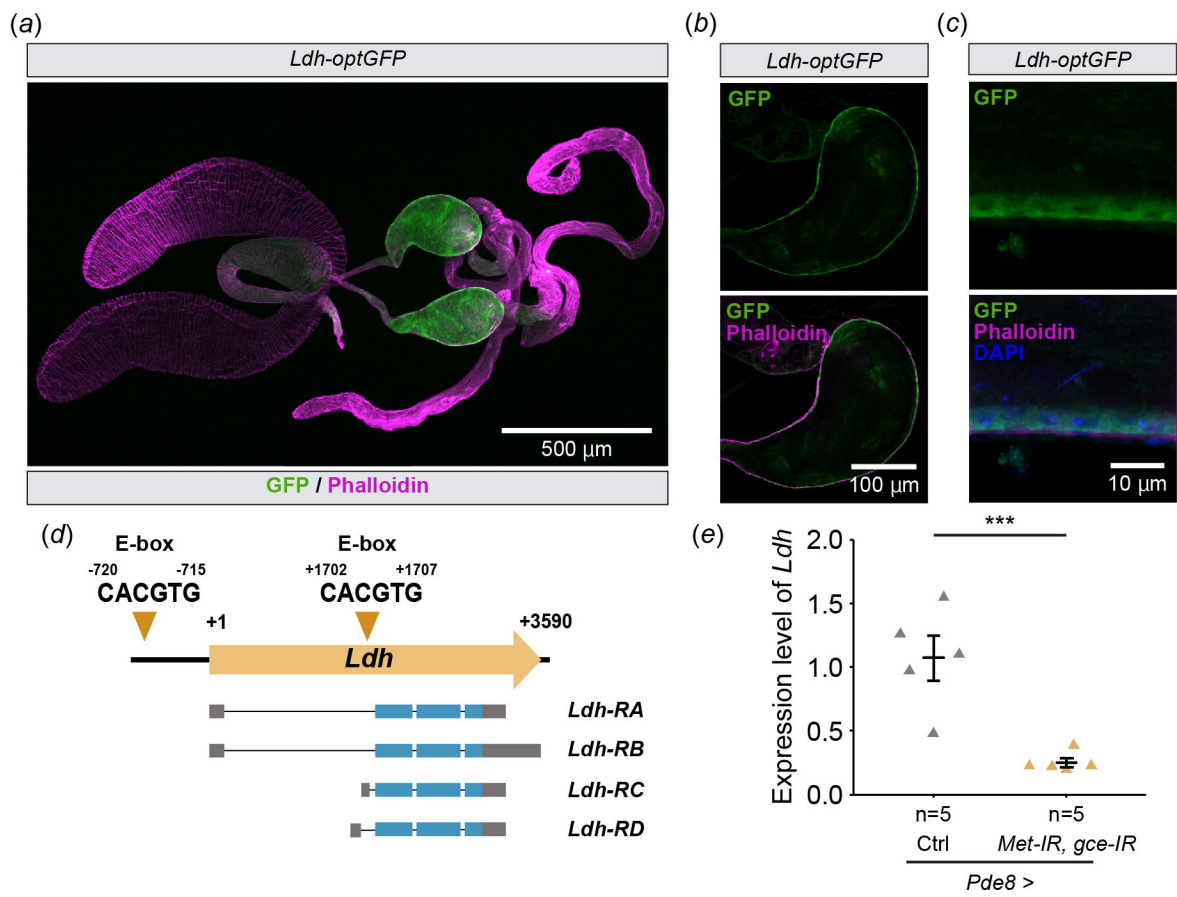 (a)
Ldh-optGFP
500 µm
GFP / Phalloidin
(b)
Ldh-optGFP
GFP
GFP
Phalloidin
100 µm
(c)
Ldh-optGFP
GFP
GFP
Phalloidin
DAPI
10 µm
(d)
E-box
-720 -715
CACGTG
E-box
+1702 +1707
CACGTG
+1
+3590
Ldh
Ldh-RA
Ldh-RB
Ldh-RC
Ldh-RD
(e)
***
Expression level of Ldh
2.0
1.5
1.0
0.5
0.0
n=5 n=5
Ctrl Met-IR, gce-IR
Pde8 >